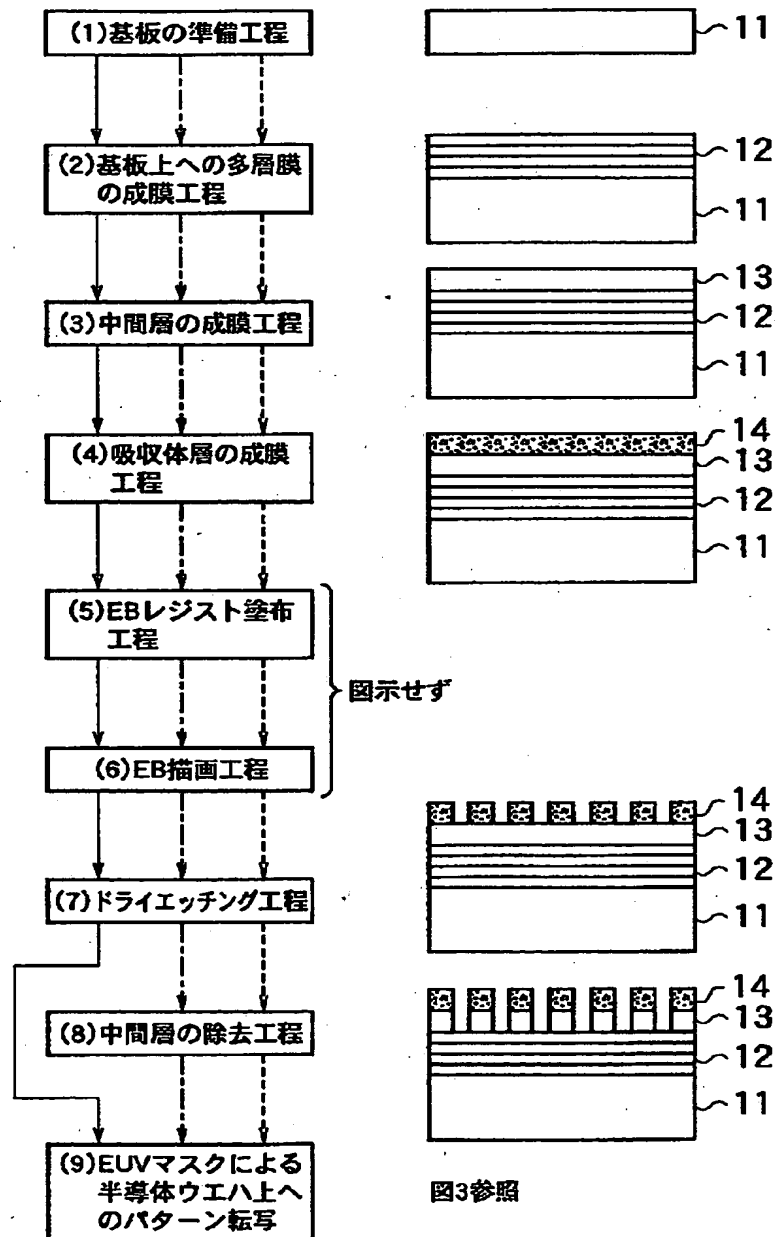 (1)基板の準備工程
11
(2)基板上への多層膜
の成膜工程
12
11
(3)中間層の成膜工程
13
12
11
(4)吸収体層の成膜
工程
14
13
12
11
(5)EBレジスト塗布
工程
図示せず
(6)EB描画工程
(7)ドライエッチング工程
14
13
12
11
(8)中間層の除去工程
14
13
12
11
(9)EUVマスクによる
半導体ウエハ上へ
のパターン転写
図3参照